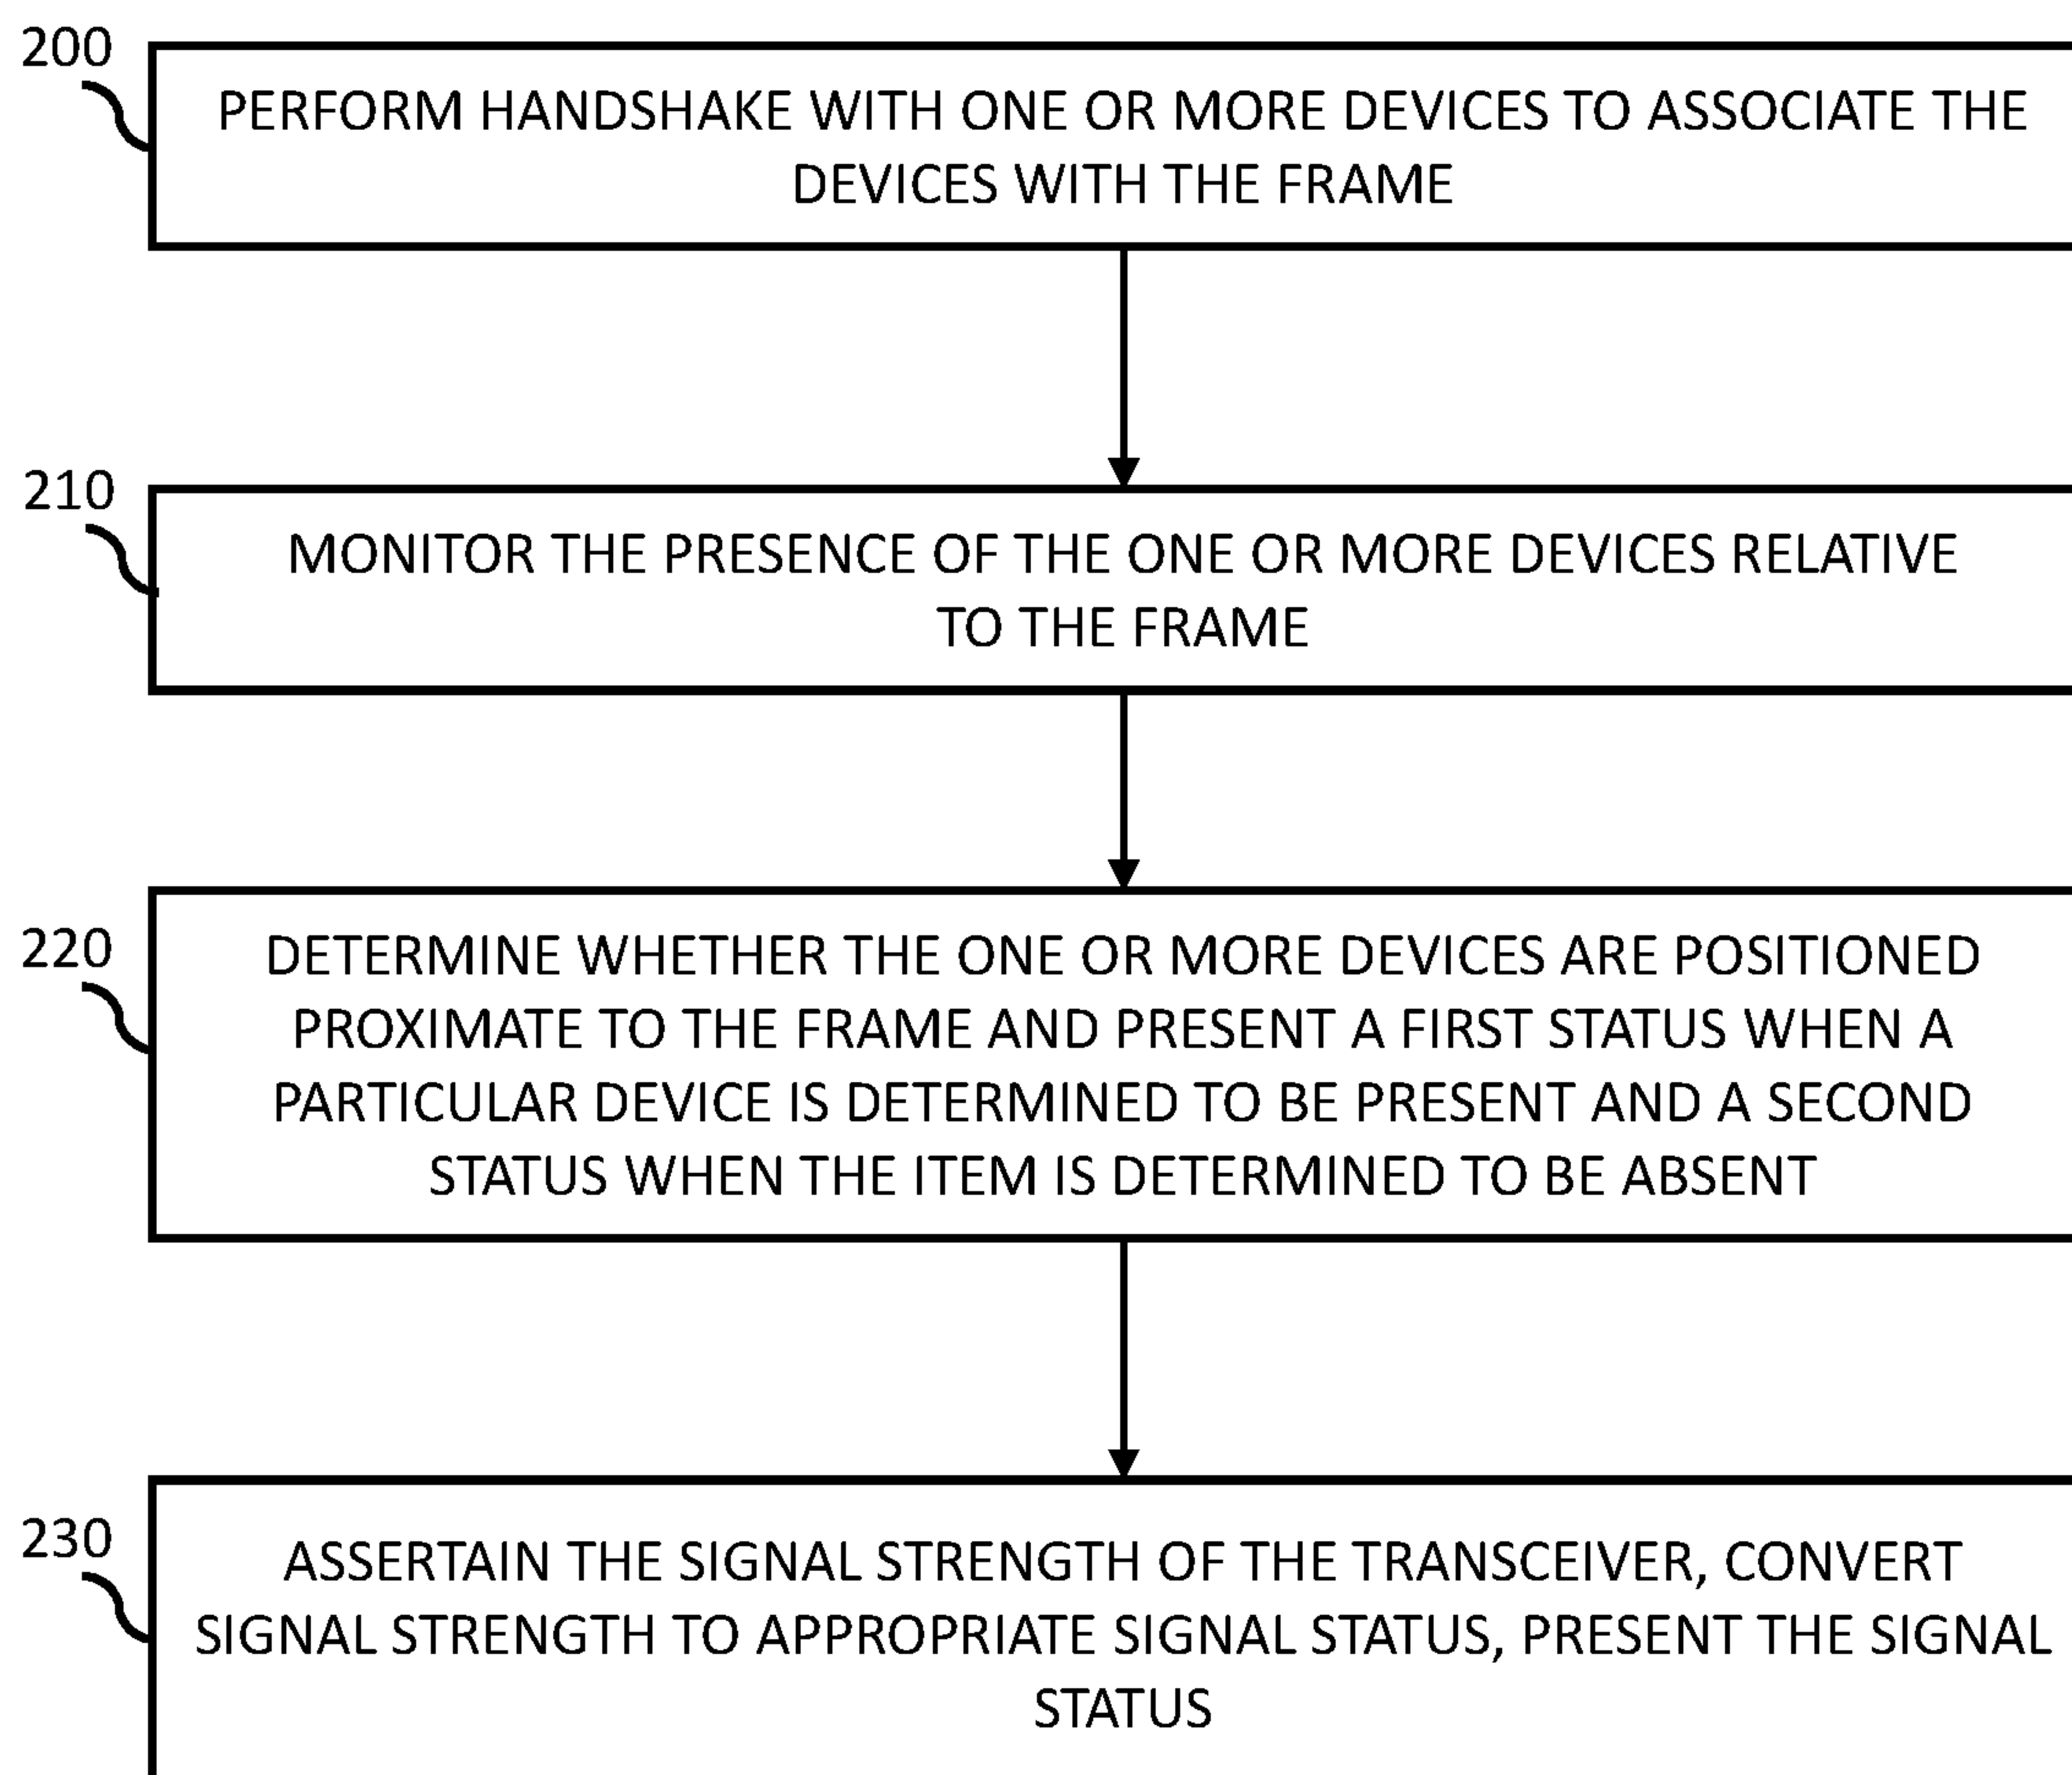 200
PERFORM HANDSHAKE WITH ONE OR MORE DEVICES TO ASSOCIATE THE
DEVICES WITH THE FRAME
210
MONITOR THE PRESENCE OF THE ONE OR MORE DEVICES RELATIVE
TO THE FRAME
220
DETERMINE WHETHER THE ONE OR MORE DEVICES ARE POSITIONED
PROXIMATE TO THE FRAME AND PRESENT A FIRST STATUS WHEN A
PARTICULAR DEVICE IS DETERMINED TO BE PRESENT AND A SECOND
STATUS WHEN THE ITEM IS DETERMINED TO BE ABSENT
230
ASSERTAIN THE SIGNAL STRENGTH OF THE TRANSCEIVER, CONVERT
SIGNAL STRENGTH TO APPROPRIATE SIGNAL STATUS, PRESENT THE SIGNAL
STATUS